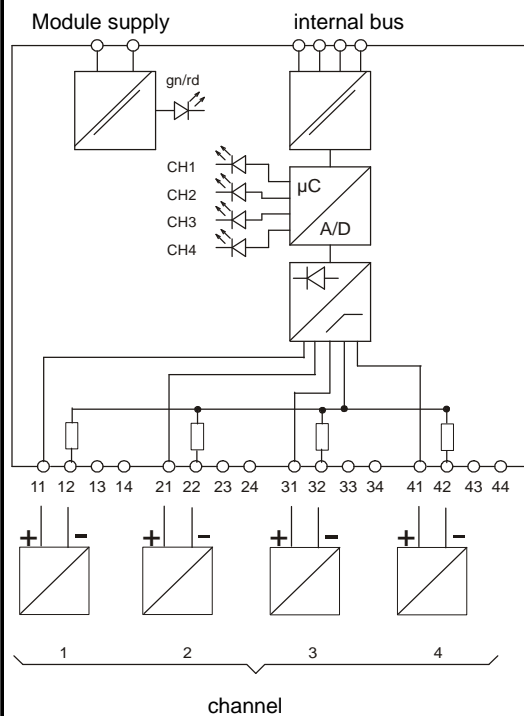 Module supply internal bus
gn/rd
CH1
CH2
CH3
CH4
µC
A/D
11 12 13 14 21 22 23 24 31 32 33 34 41 42 43 44
+ - + - + - + -
1 2 3 4
channel